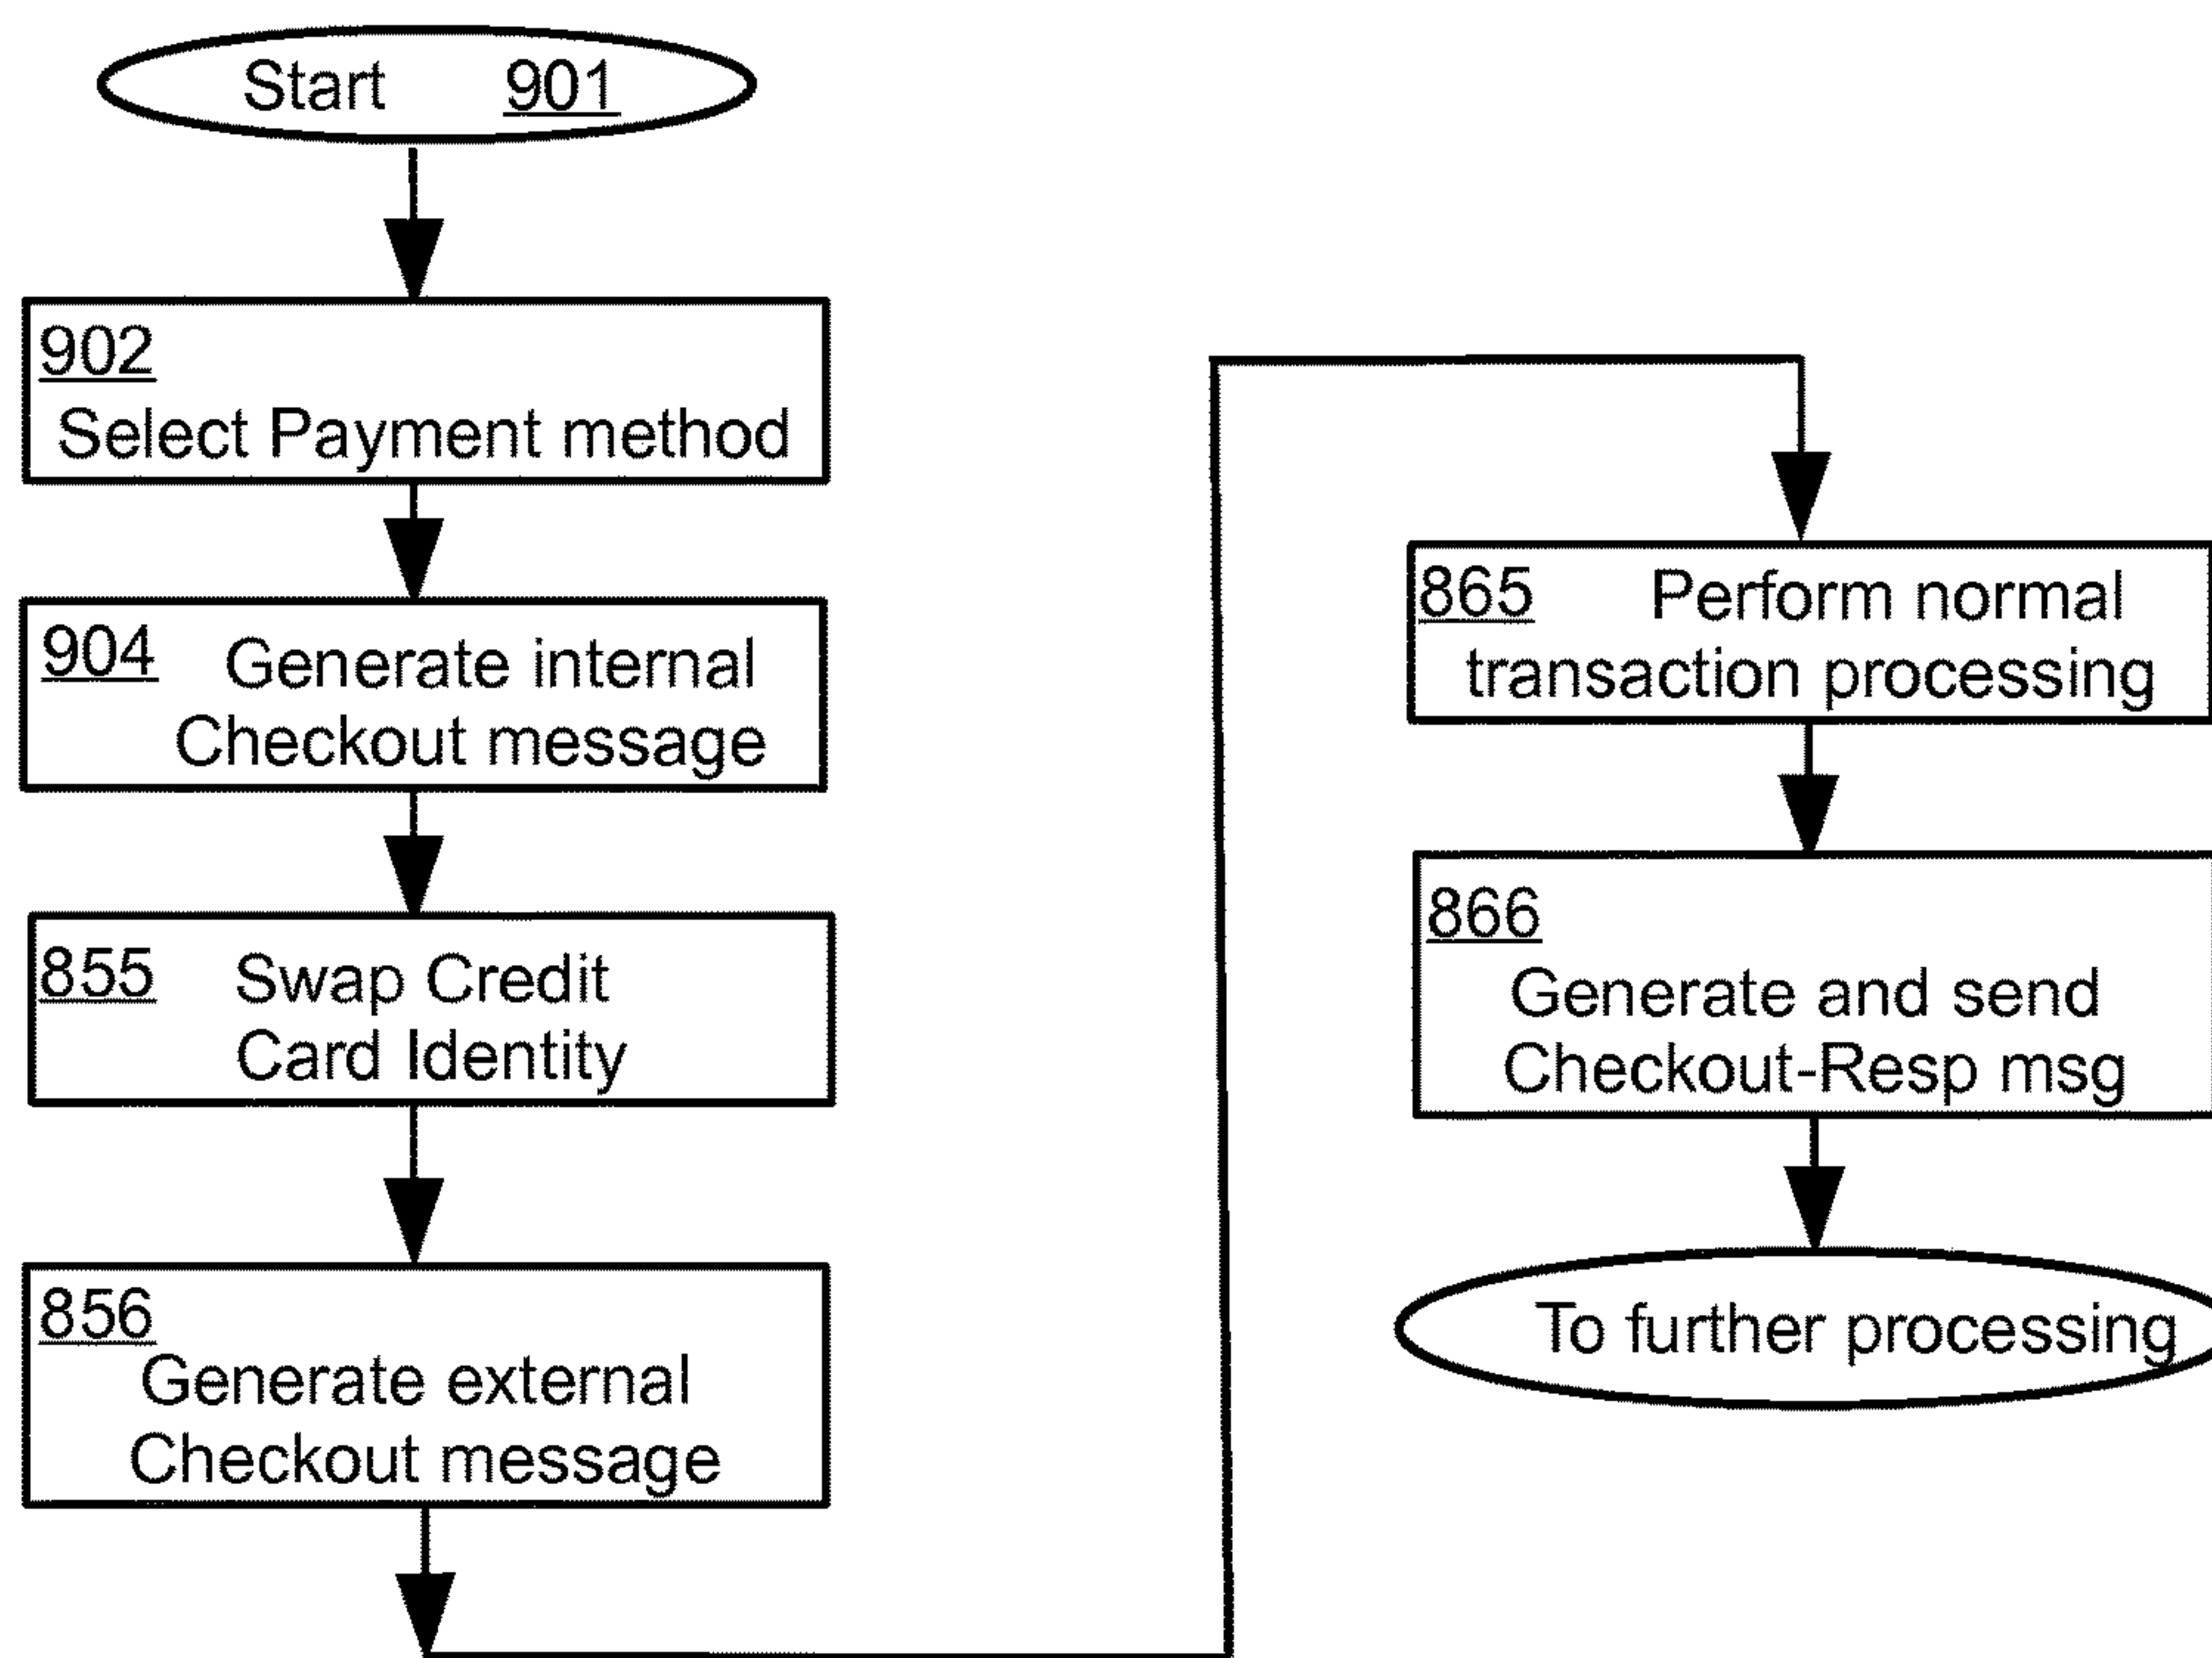 Start 901
902
Select Payment method
904 Generate internal
Checkout message
855 Swap Credit
Card Identity
856
Generate external
Checkout message
865 Perform normal
transaction processing
866
Generate and send
Checkout-Resp msg
To further processing